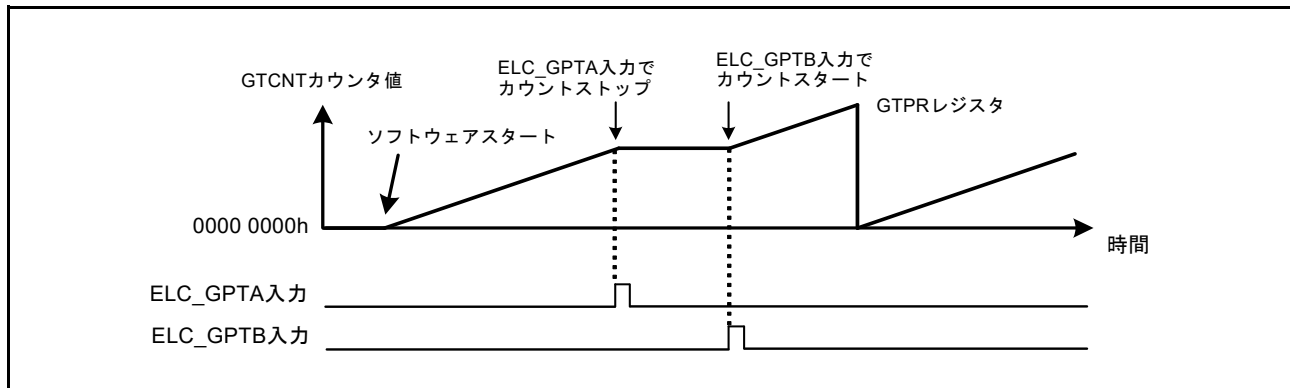 GTCNTカウンタ値
ソフトウェアスタート
ELC_GPTA入力で
カウントストップ
ELC_GPTB入力で
カウントスタート
GTPRレジスタ
0000 0000h
時間
ELC_GPTA入力
ELC_GPTB入力